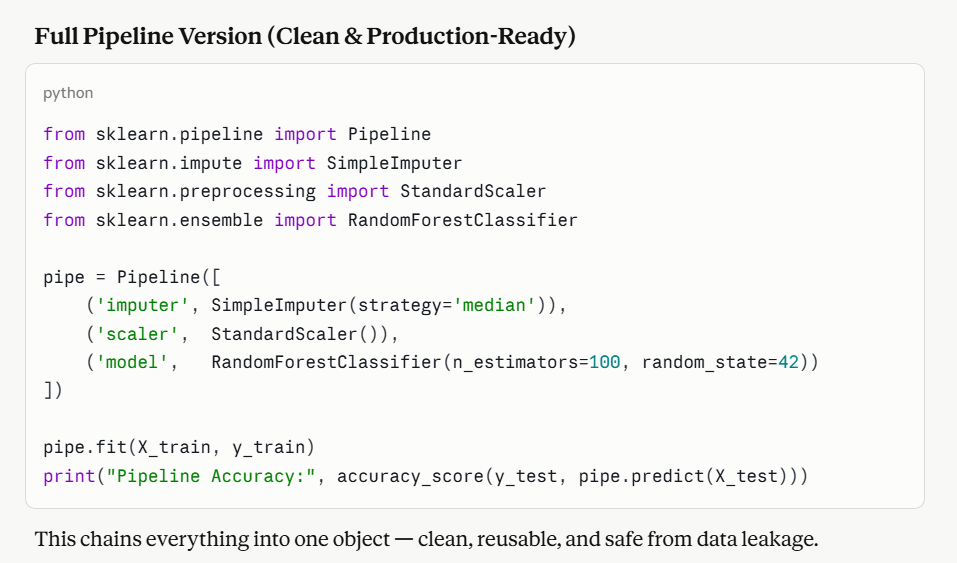 Full Pipeline Version (Clean & Production-Ready)
python
from sklearn.pipeline import Pipeline
from sklearn.impute import SimpleImputer
from sklearn.preprocessing import StandardScaler
from sklearn.ensemble import RandomForestClassifier
pipe = Pipeline([
    ('imputer', SimpleImputer(strategy='median')),
    ('scaler',  StandardScaler()),
    ('model',   RandomForestClassifier(n_estimators=100, random_state=42))
])
pipe.fit(X_train, y_train)
print("Pipeline Accuracy:", accuracy_score(y_test, pipe.predict(X_test)))
This chains everything into one object — clean, reusable, and safe from data leakage.